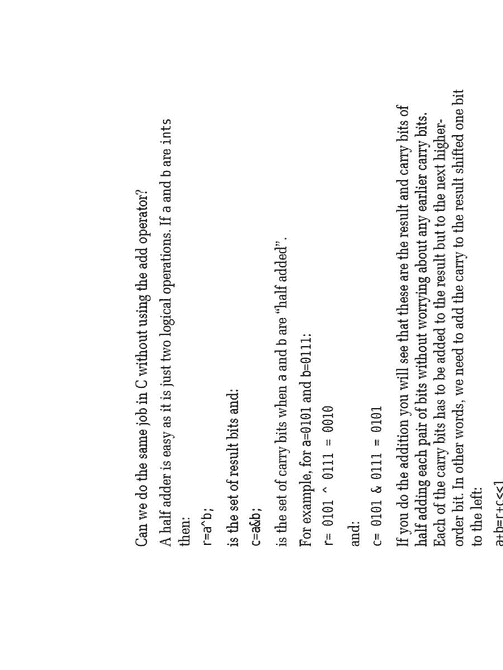 Can we do the same job in C without using the add operator?
A half adder is easy as it is just two logical operations. If a and b are ints
then:
r=a^b;
is the set of result bits and:
c=a&b;
is the set of carry bits when a and b are “half added”.
For example, for a=0101 and b=0111:
r= 0101 ^ 0111 = 0010
and:
c= 0101 & 0111 = 0101
If you do the addition you will see that these are the result and carry bits of
half adding each pair of bits without worrying about any earlier carry bits.
Each of the carry bits has to be added to the result but to the next higher-
order bit. In other words, we need to add the carry to the result shifted one bit
to the left:
a+b=r+c<<1